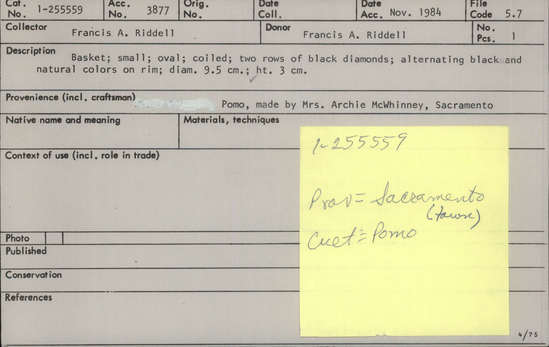 Cat. No. 1-255559 Acc. No. 3877 Orig. No. Date Coll. Date Acc. Nov. 1984 File Code 5.7
Collector Francis A. Riddell Donor Francis A. Riddell No. Pcs. 1
Description
Basket; small; oval; coiled; two rows of black diamonds; alternating black and
natural colors on rim; diam. 9.5 cm.; ht. 3 cm.
Provenience (incl. craftsman) Pomo, made by Mrs. Archie McWhinney, Sacramento
Native name and meaning Materials, techniques
1-255559
Context of use (incl. role in trade)
Prov = Sacramento
(town)
Cult = Pomo
Photo
Published
Conservation
References
4/75